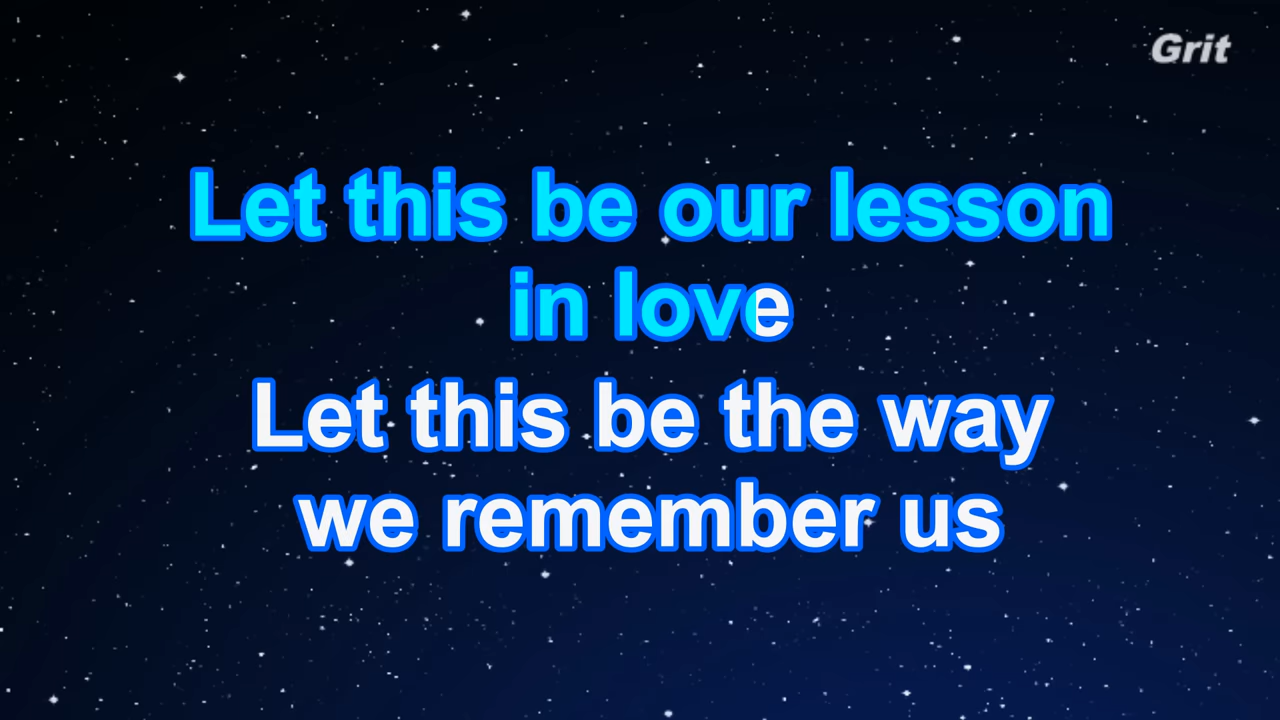 Grit
Let this be our lesson
in love
Let this be the way
we remember us